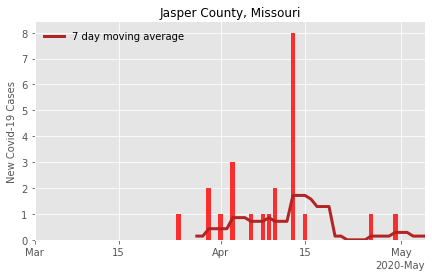 Jasper County, Missouri
7 day moving average
New Covid-19 Cases
8
7
6
5
4
3
2
1
0
Mar 15 Apr 15 May
2020-May